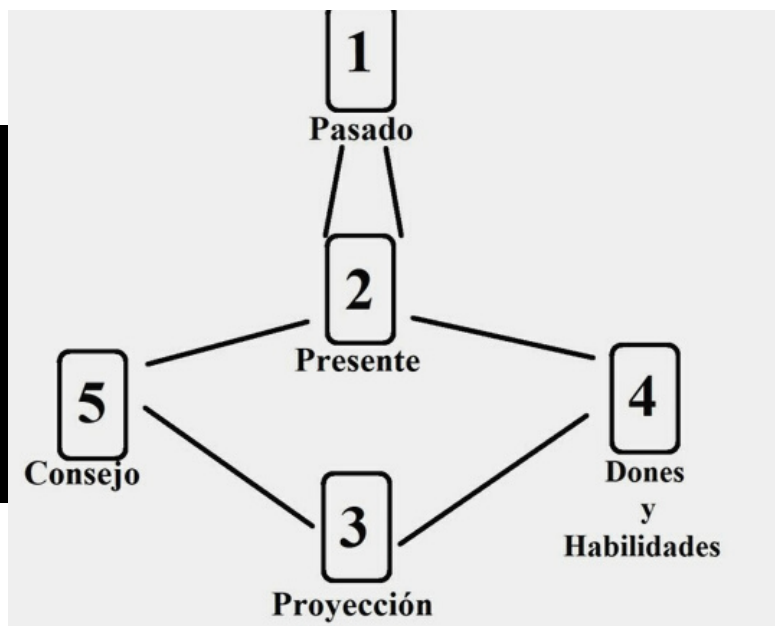 1
Pasado
2
Presente
5
Consejo
4
Dones
y
Habilidades
3
Proyección